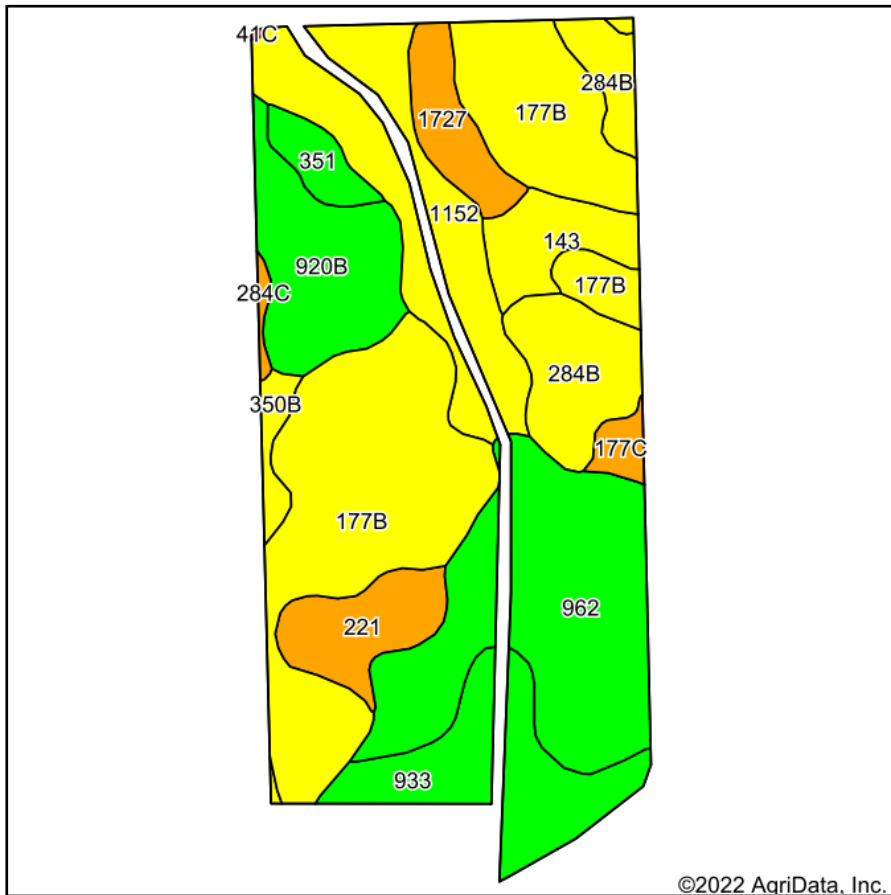 41C
284B
177B
1727
351
1152
143
920B
177B
284C
284B
350B
177C
177B
962
221
933
©2022 AgriData, Inc.